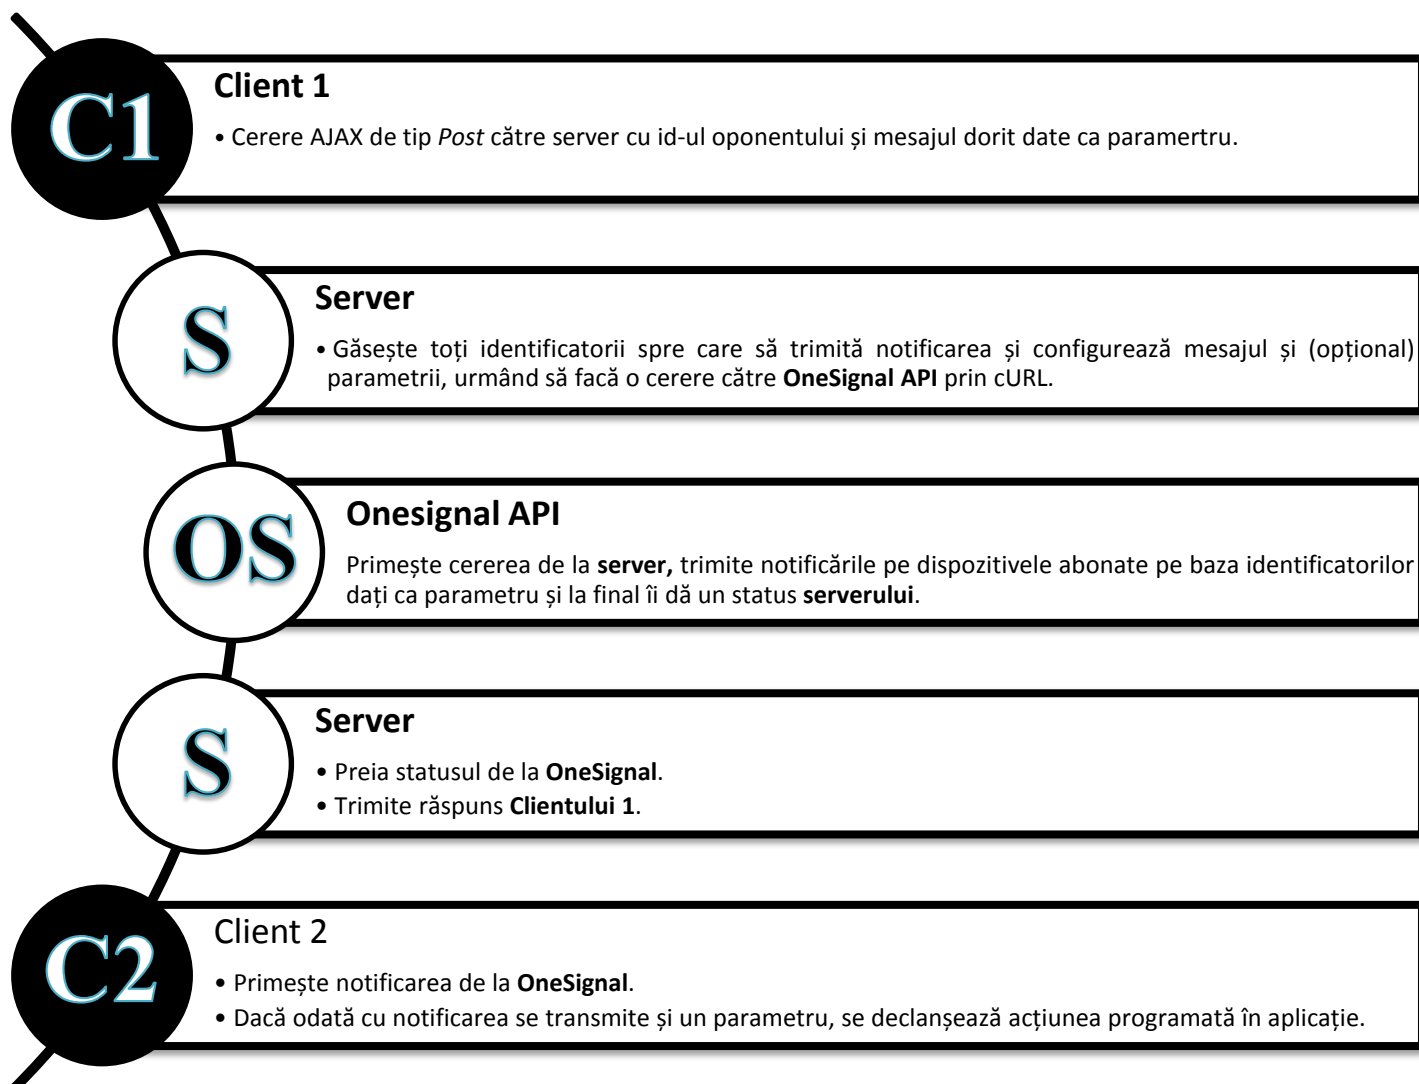 C1
Client 1
• Cerere AJAX de tip Post către server cu id-ul oponentului și mesajul dorit date ca paramertru.
S
Server
• Găsește toți identificatorii spre care să trimită notificarea și configurează mesajul și (opțional)
parametrii, urmând să facă o cerere către OneSignal API prin cURL.
OS
Onesignal API
Primește cererea de la server, trimite notificările pe dispozitivele abonate pe baza identificatorilor
dați ca parametru și la final îi dă un status serverului.
S
Server
• Preia statusul de la OneSignal.
• Trimite răspuns Clientului 1.
C2
Client 2
• Primește notificarea de la OneSignal.
• Dacă odată cu notificarea se transmite și un parametru, se declanșează acțiunea programată în aplicație.